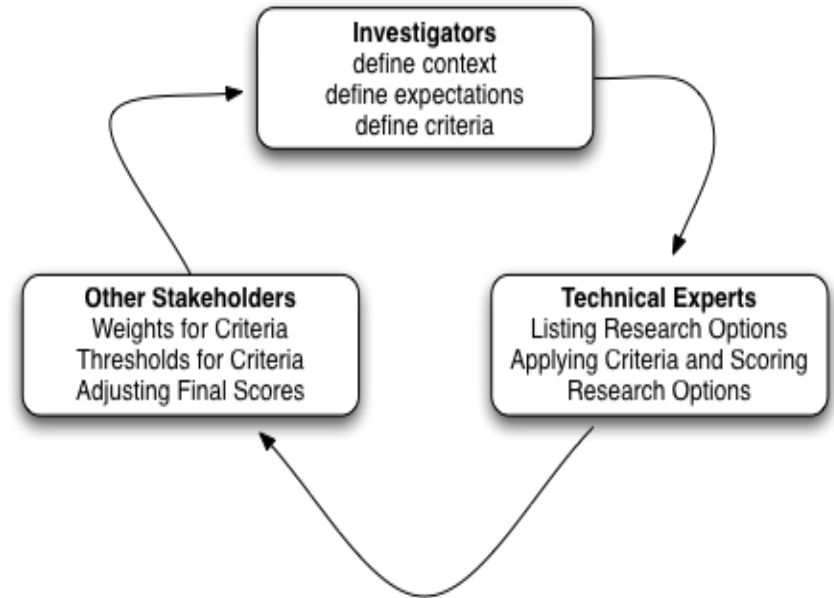 Investigators
define context
define expectations
define criteria
Other Stakeholders
Weights for Criteria
Thresholds for Criteria
Adjusting Final Scores
Technical Experts
Listing Research Options
Applying Criteria and Scoring
Research Options